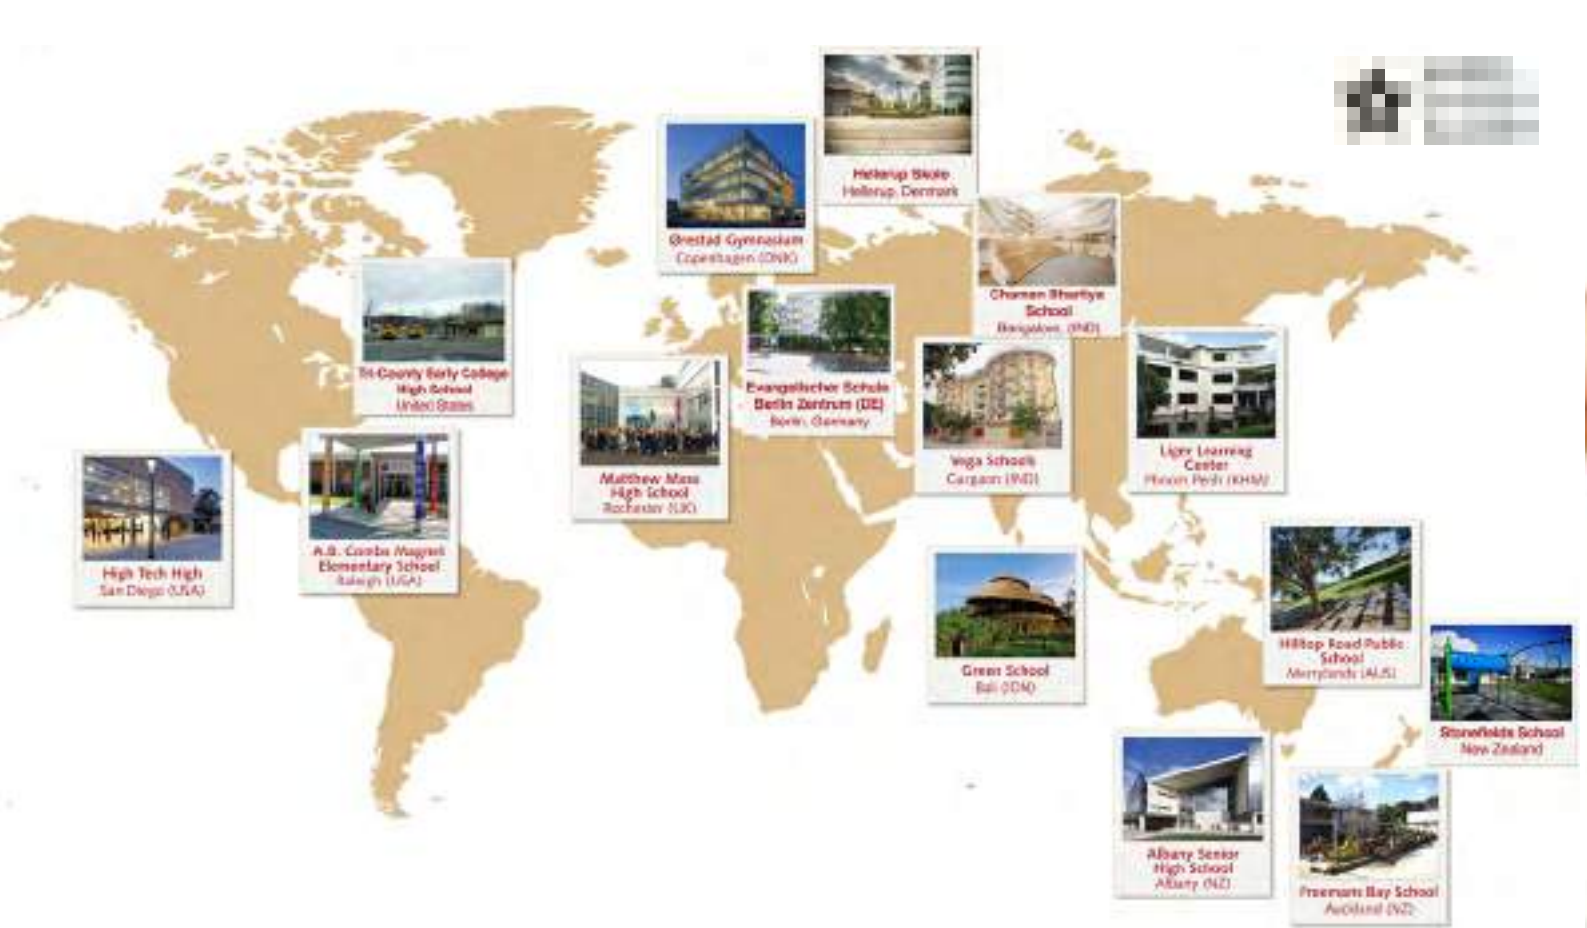 Hellerup Skole
Hellerup, Denmark
Ørestad Gymnasium
Copenhagen (DNK)
Chaman Bhartiya
School
Bangalore, (IND)
Tri-County Early College
High School
United States
Evangelischer Schule
Berlin Zentrum (DE)
Berlin, Germany
Matthew Moss
High School
Rochester (UK)
Vega Schools
Gurgaon (IND)
Liger Learning
Center
Phnom Penh (KHM)
High Tech High
San Diego (USA)
A.B. Combs Magnet
Elementary School
Raleigh (USA)
Green School
Bali (IDN)
Hilltop Road Public
School
Merrylands (AUS)
Stonefields School
New Zealand
Albany Senior
High School
Albany (NZ)
Freemans Bay School
Auckland (NZ)